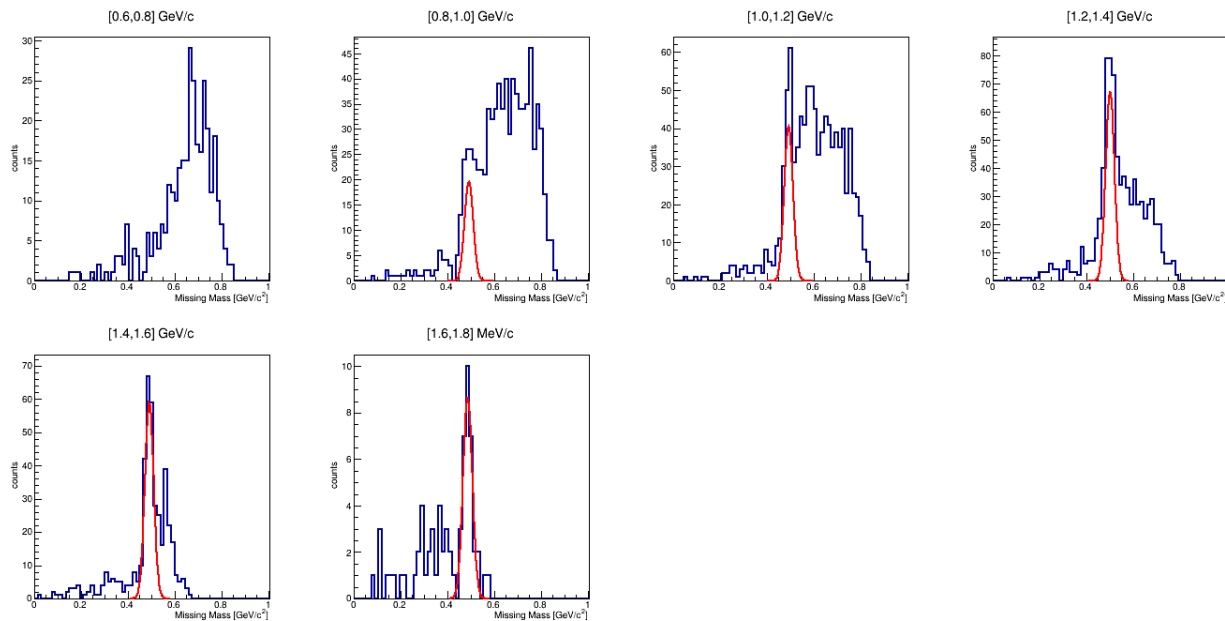 [0.6,0.8] GeV/c
[0.8,1.0] GeV/c
[1.0,1.2] GeV/c
[1.2,1.4] GeV/c
counts
30
25
20
15
10
5
0
0 0.2 0.4 0.6 0.8 1
Missing Mass [GeV/c²]
counts
45
40
35
30
25
20
15
10
5
0
0 0.2 0.4 0.6 0.8 1
Missing Mass [GeV/c²]
counts
60
50
40
30
20
10
0
0 0.2 0.4 0.6 0.8 1
Missing Mass [GeV/c²]
counts
80
70
60
50
40
30
20
10
0
0 0.2 0.4 0.6 0.8 1
Missing Mass [GeV/c²]
[1.4,1.6] GeV/c
[1.6,1.8] MeV/c
counts
70
60
50
40
30
20
10
0
0 0.2 0.4 0.6 0.8 1
Missing Mass [GeV/c²]
counts
10
8
6
4
2
0
0 0.2 0.4 0.6 0.8 1
Missing Mass [GeV/c²]